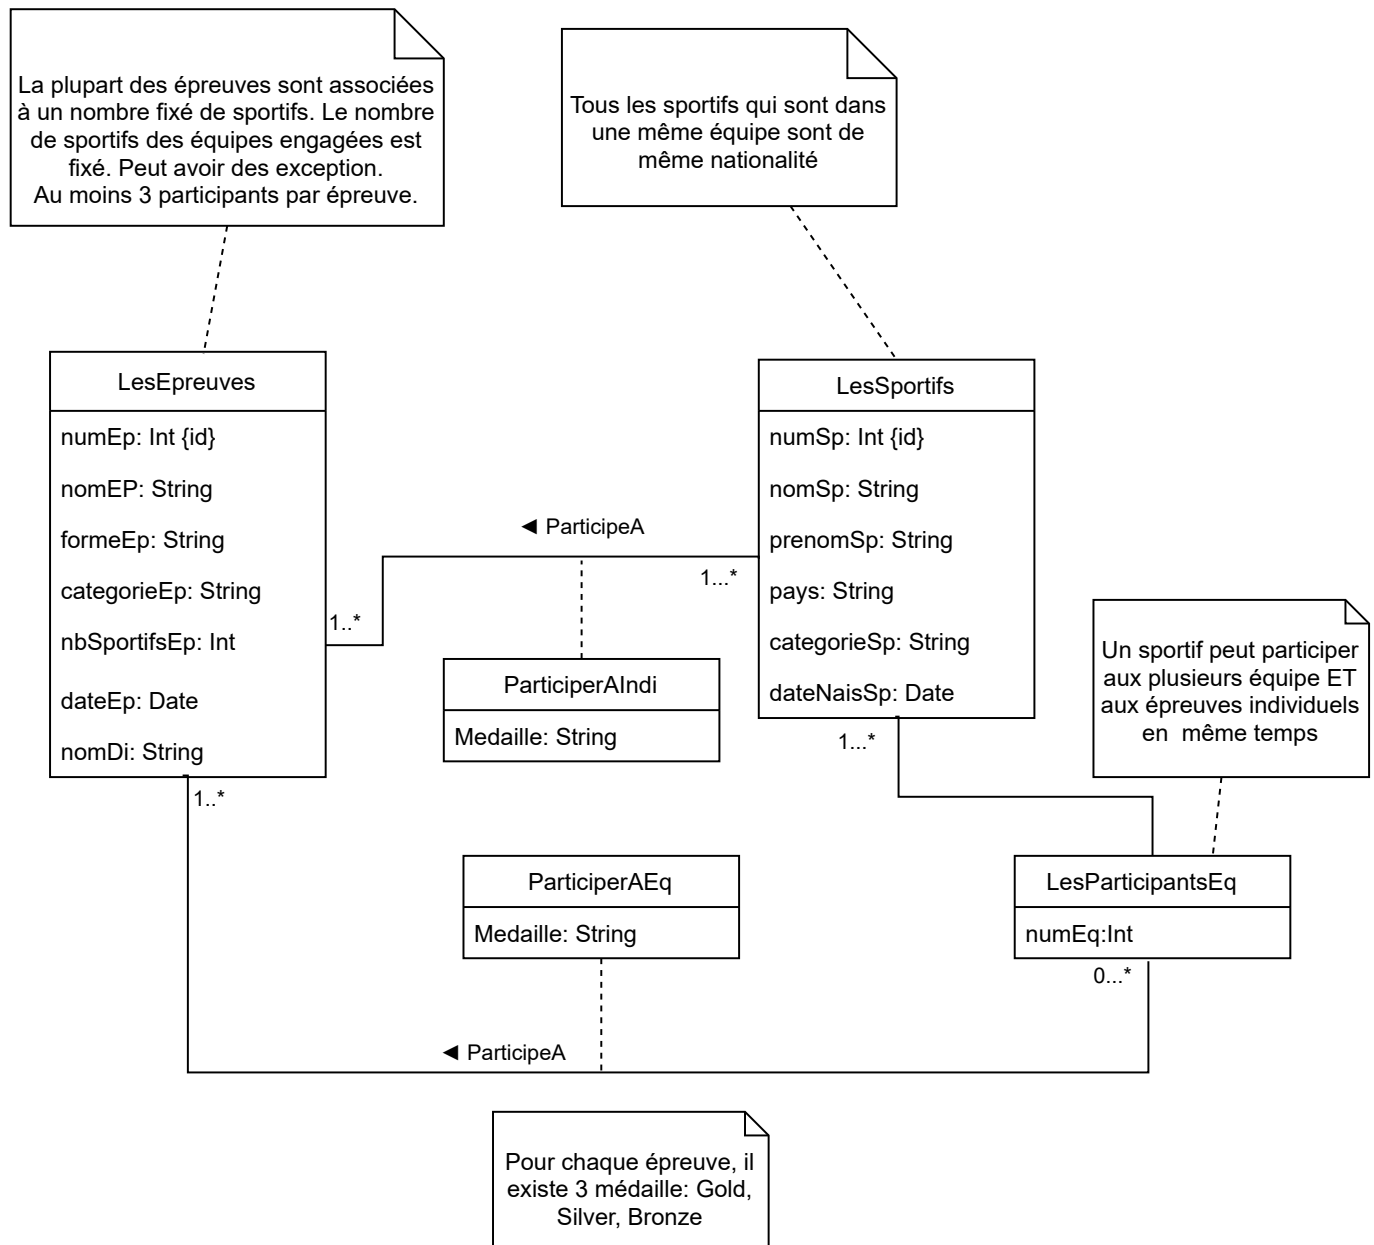 La plupart des épreuves sont associées
à un nombre fixé de sportifs. Le nombre
de sportifs des équipes engagées est
fixé. Peut avoir des exception.
Au moins 3 participants par épreuve.
Tous les sportifs qui sont dans
une même équipe sont de
même nationalité
LesEpreuves
numEp: Int {id}
nomEP: String
formeEp: String
categorieEp: String
nbSportifsEp: Int
dateEp: Date
nomDi: String
1..*
1..*
◄ ParticipeA
1...*
ParticiperAIndi
Medaille: String
LesSportifs
numSp: Int {id}
nomSp: String
prenomSp: String
pays: String
categorieSp: String
dateNaisSp: Date
1...*
Un sportif peut participer
aux plusieurs équipe ET
aux épreuves individuels
en même temps
ParticiperAEq
Medaille: String
LesParticipantsEq
numEq:Int
0...*
◄ ParticipeA
Pour chaque épreuve, il
existe 3 médaille: Gold,
Silver, Bronze